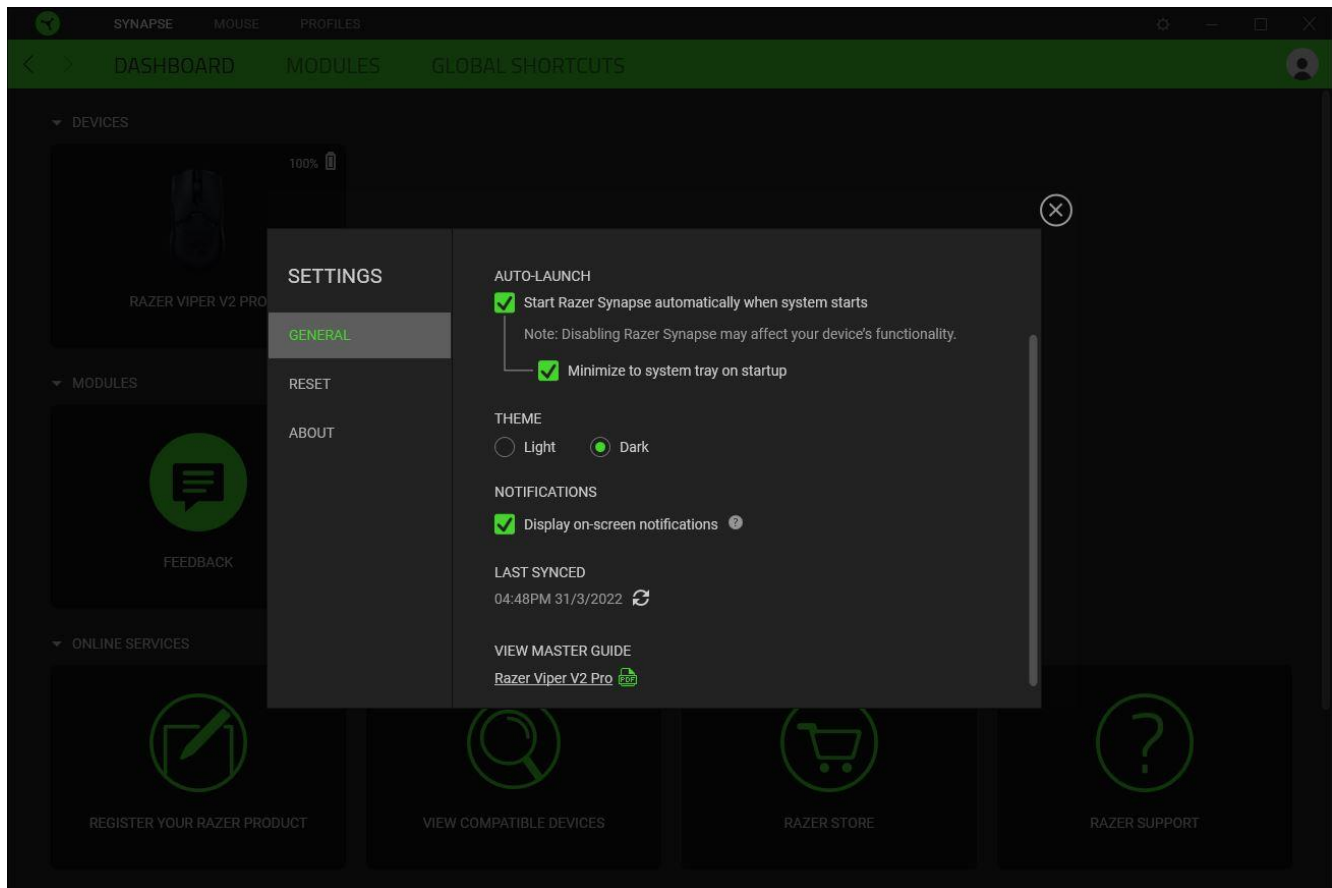 SYNAPSE MOUSE PROFILES
DASHBOARD MODULES GLOBAL SHORTCUTS
DEVICES
100%
RAZER VIPER V2 PRO
MODULES
FEEDBACK
ONLINE SERVICES
REGISTER YOUR RAZER PRODUCT
VIEW COMPATIBLE DEVICES
RAZER STORE
RAZER SUPPORT
SETTINGS
GENERAL
RESET
ABOUT
AUTO-LAUNCH
Start Razer Synapse automatically when system starts
Note: Disabling Razer Synapse may affect your device’s functionality.
Minimize to system tray on startup
THEME
Light Dark
NOTIFICATIONS
Display on-screen notifications ?
LAST SYNCED
04:48PM 31/3/2022
VIEW MASTER GUIDE
Razer Viper V2 Pro PDF